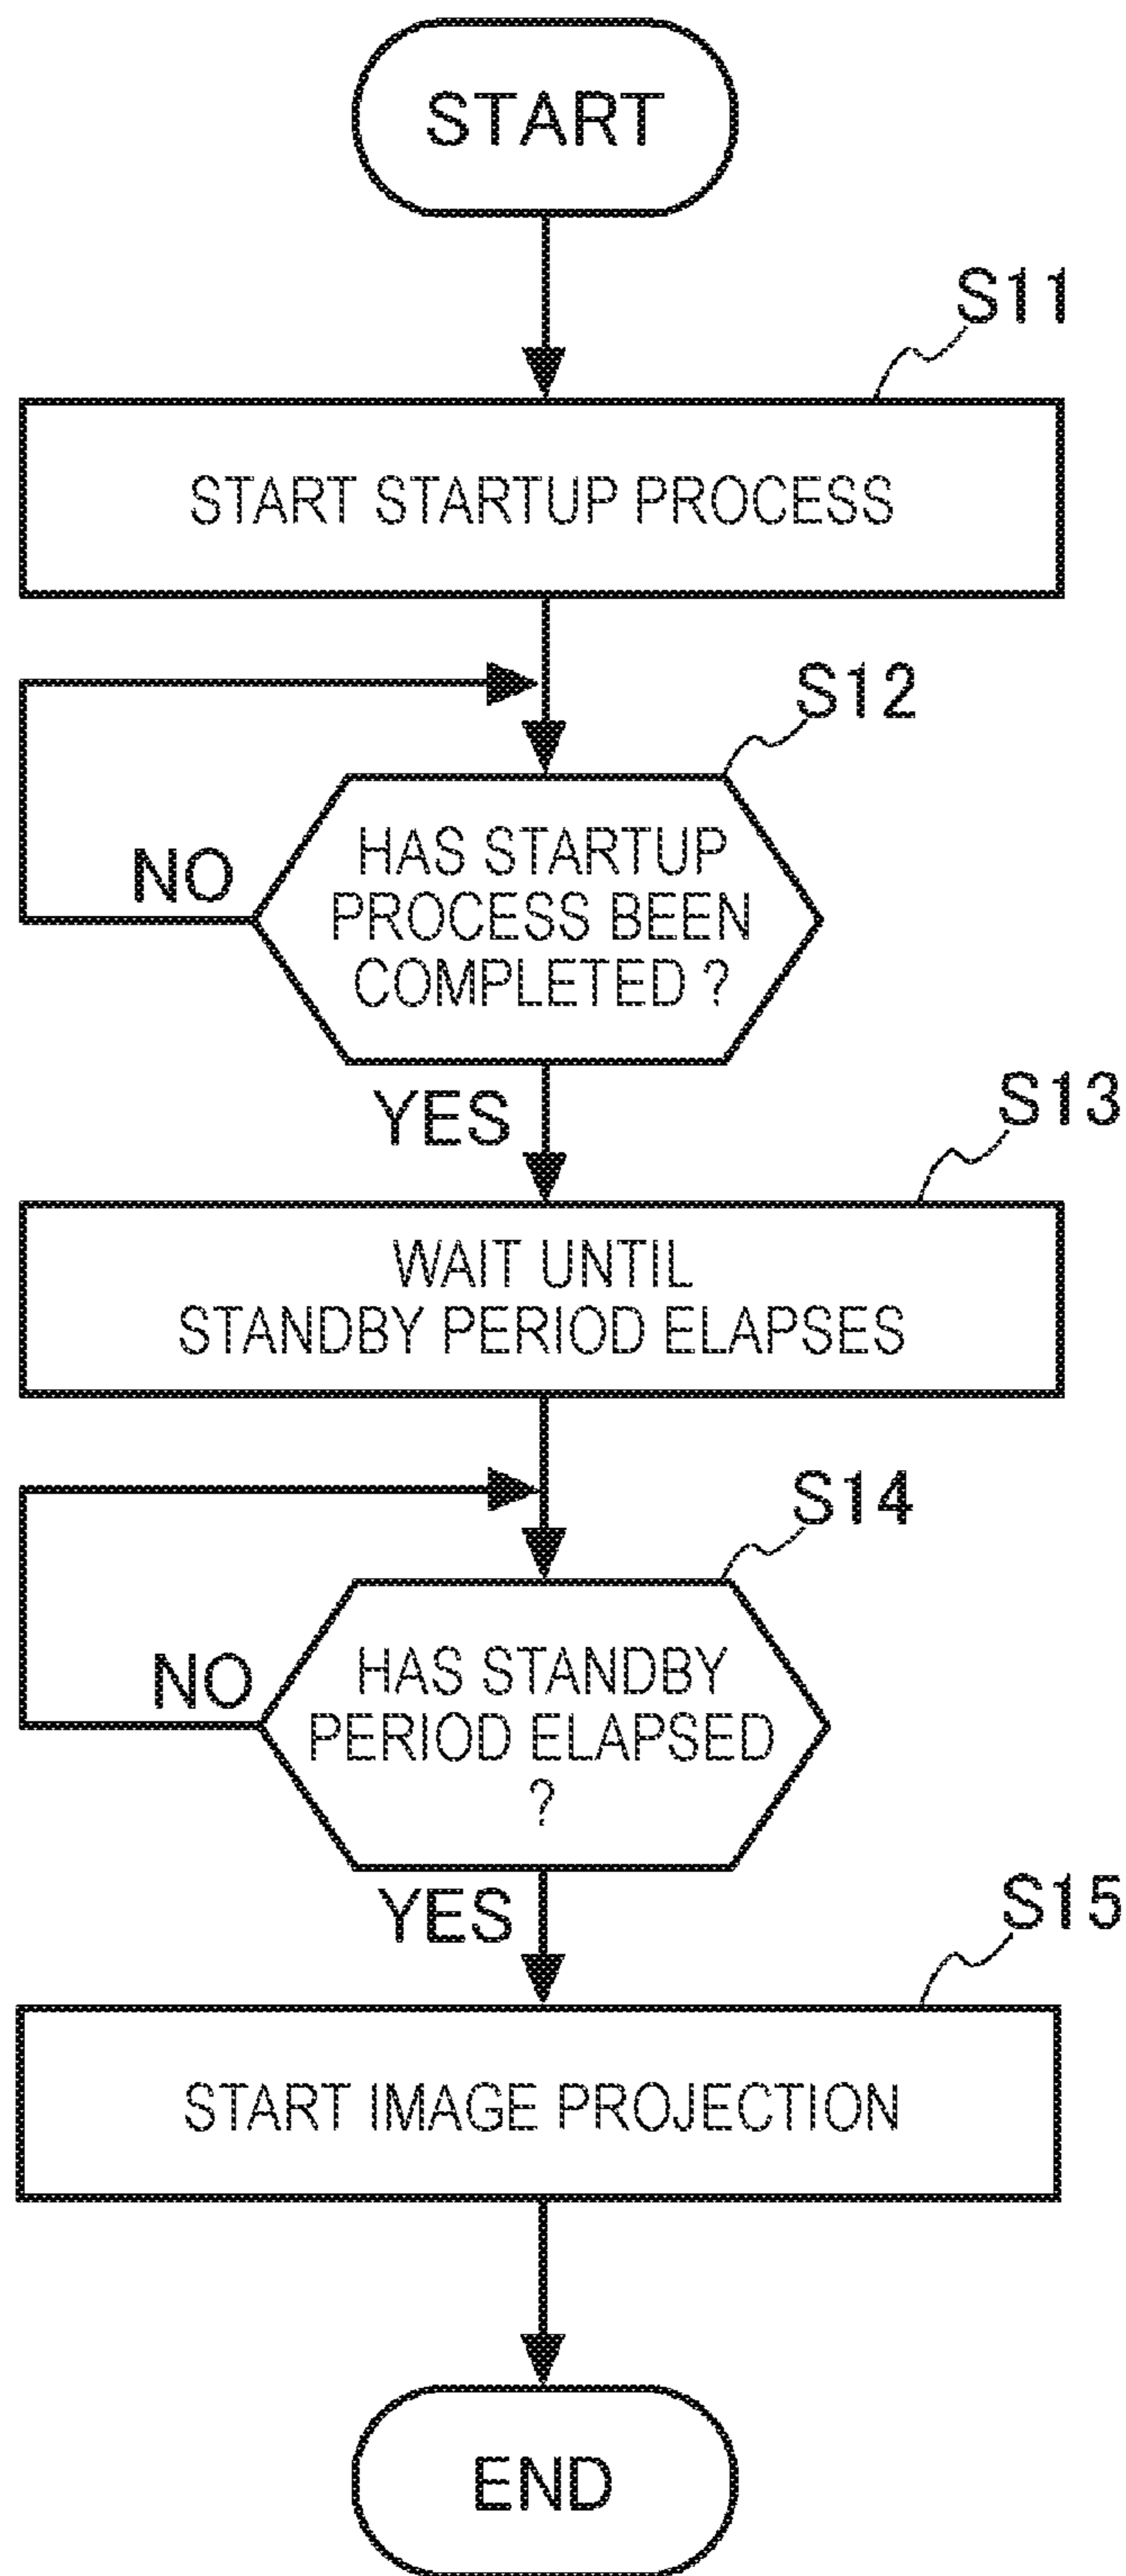 START
S11
START STARTUP PROCESS
S12
HAS STARTUP
PROCESS BEEN
COMPLETED ?
NO
YES
S13
WAIT UNTIL
STANDBY PERIOD ELAPSES
S14
HAS STANDBY
PERIOD ELAPSED
?
NO
YES
S15
START IMAGE PROJECTION
END